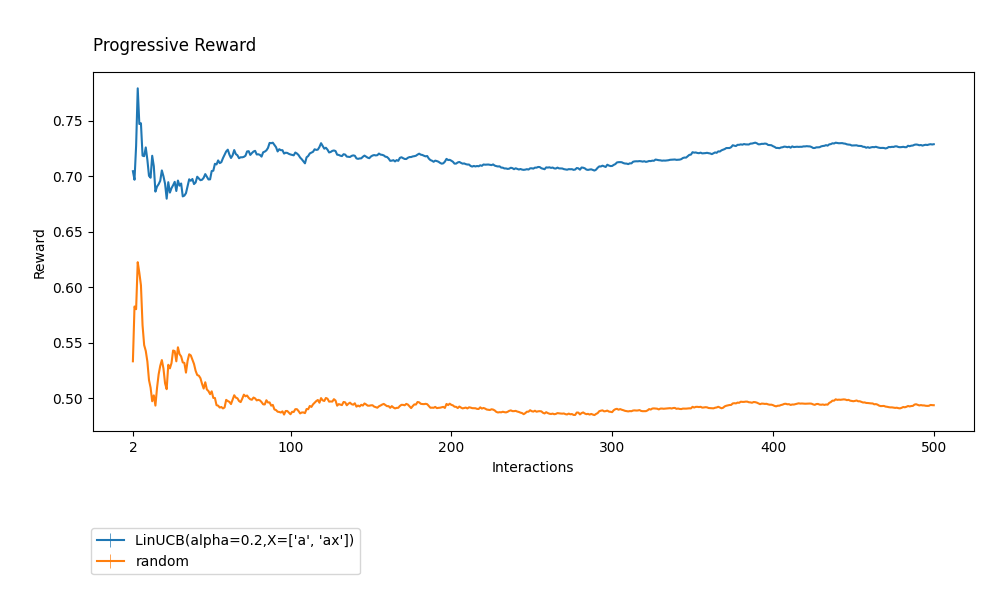 Progressive Reward
0.75
0.70
0.65
0.60
0.55
0.50
Reward
2 100 200 300 400 500
Interactions
LinUCB(alpha=0.2,X=['a', 'ax'])
random